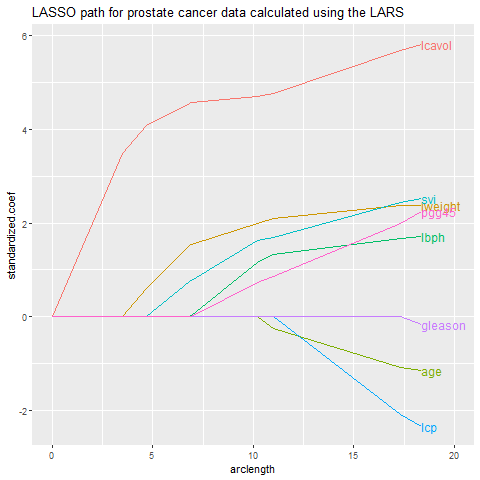 LASSO path for prostate cancer data calculated using the LARS
6
4
2
0
-2
standardized.coef
lcavol
svi
lweight
pgg45
lbph
gleason
age
lcp
0 5 10 15 20
arclength